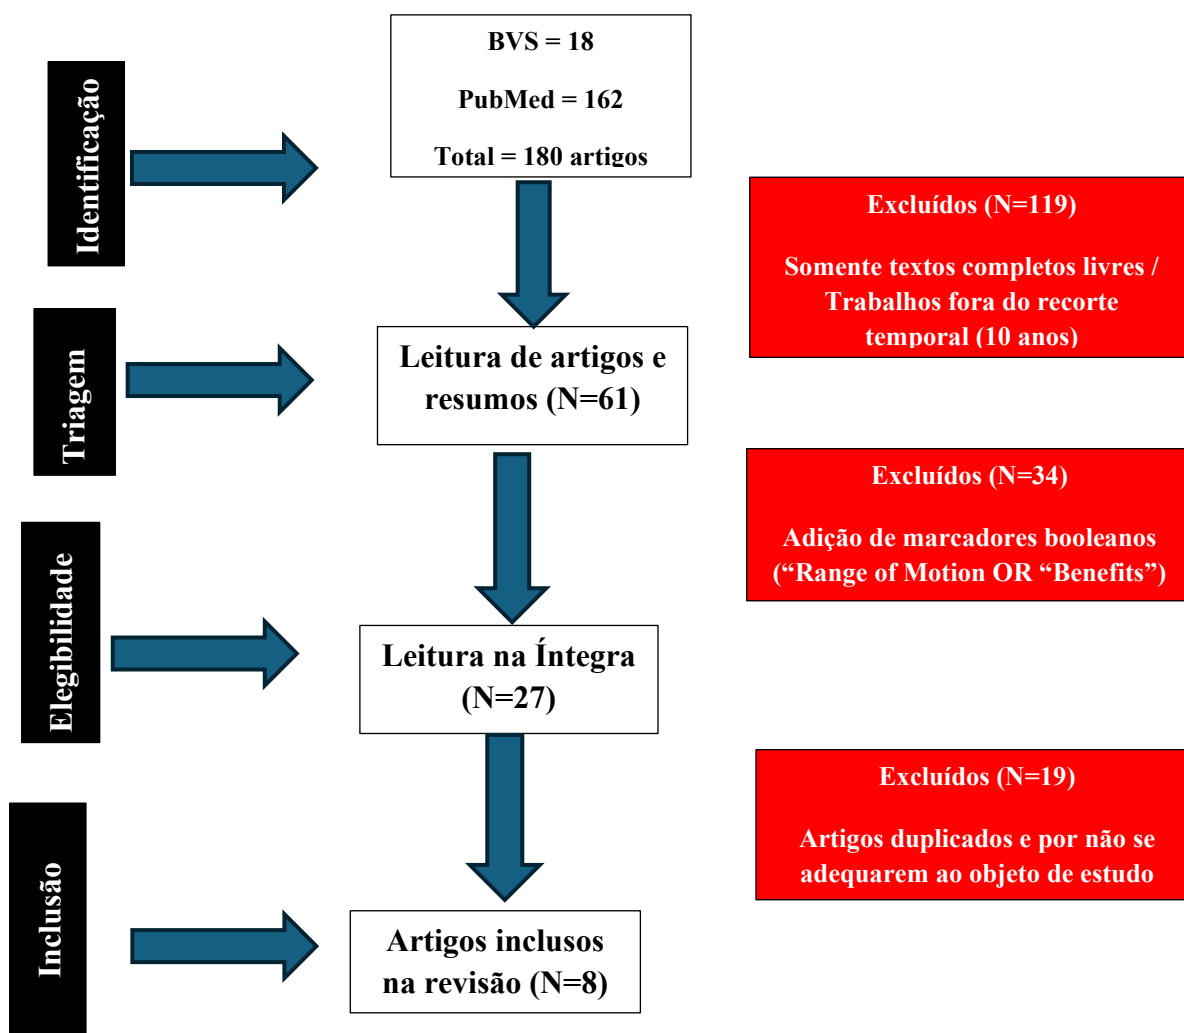 Identificação
BVS = 18
PubMed = 162
Total = 180 artigos
Excluídos (N=119)
Somente textos completos livres /
Trabalhos fora do recorte
temporal (10 anos)
Triagem
Leitura de artigos e
resumos (N=61)
Excluídos (N=34)
Adição de marcadores booleanos
(“Range of Motion OR “Benefits”)
Elegibilidade
Leitura na Íntegra
(N=27)
Excluídos (N=19)
Artigos duplicados e por não se
adequarem ao objeto de estudo
Inclusão
Artigos inclusos
na revisão (N=8)